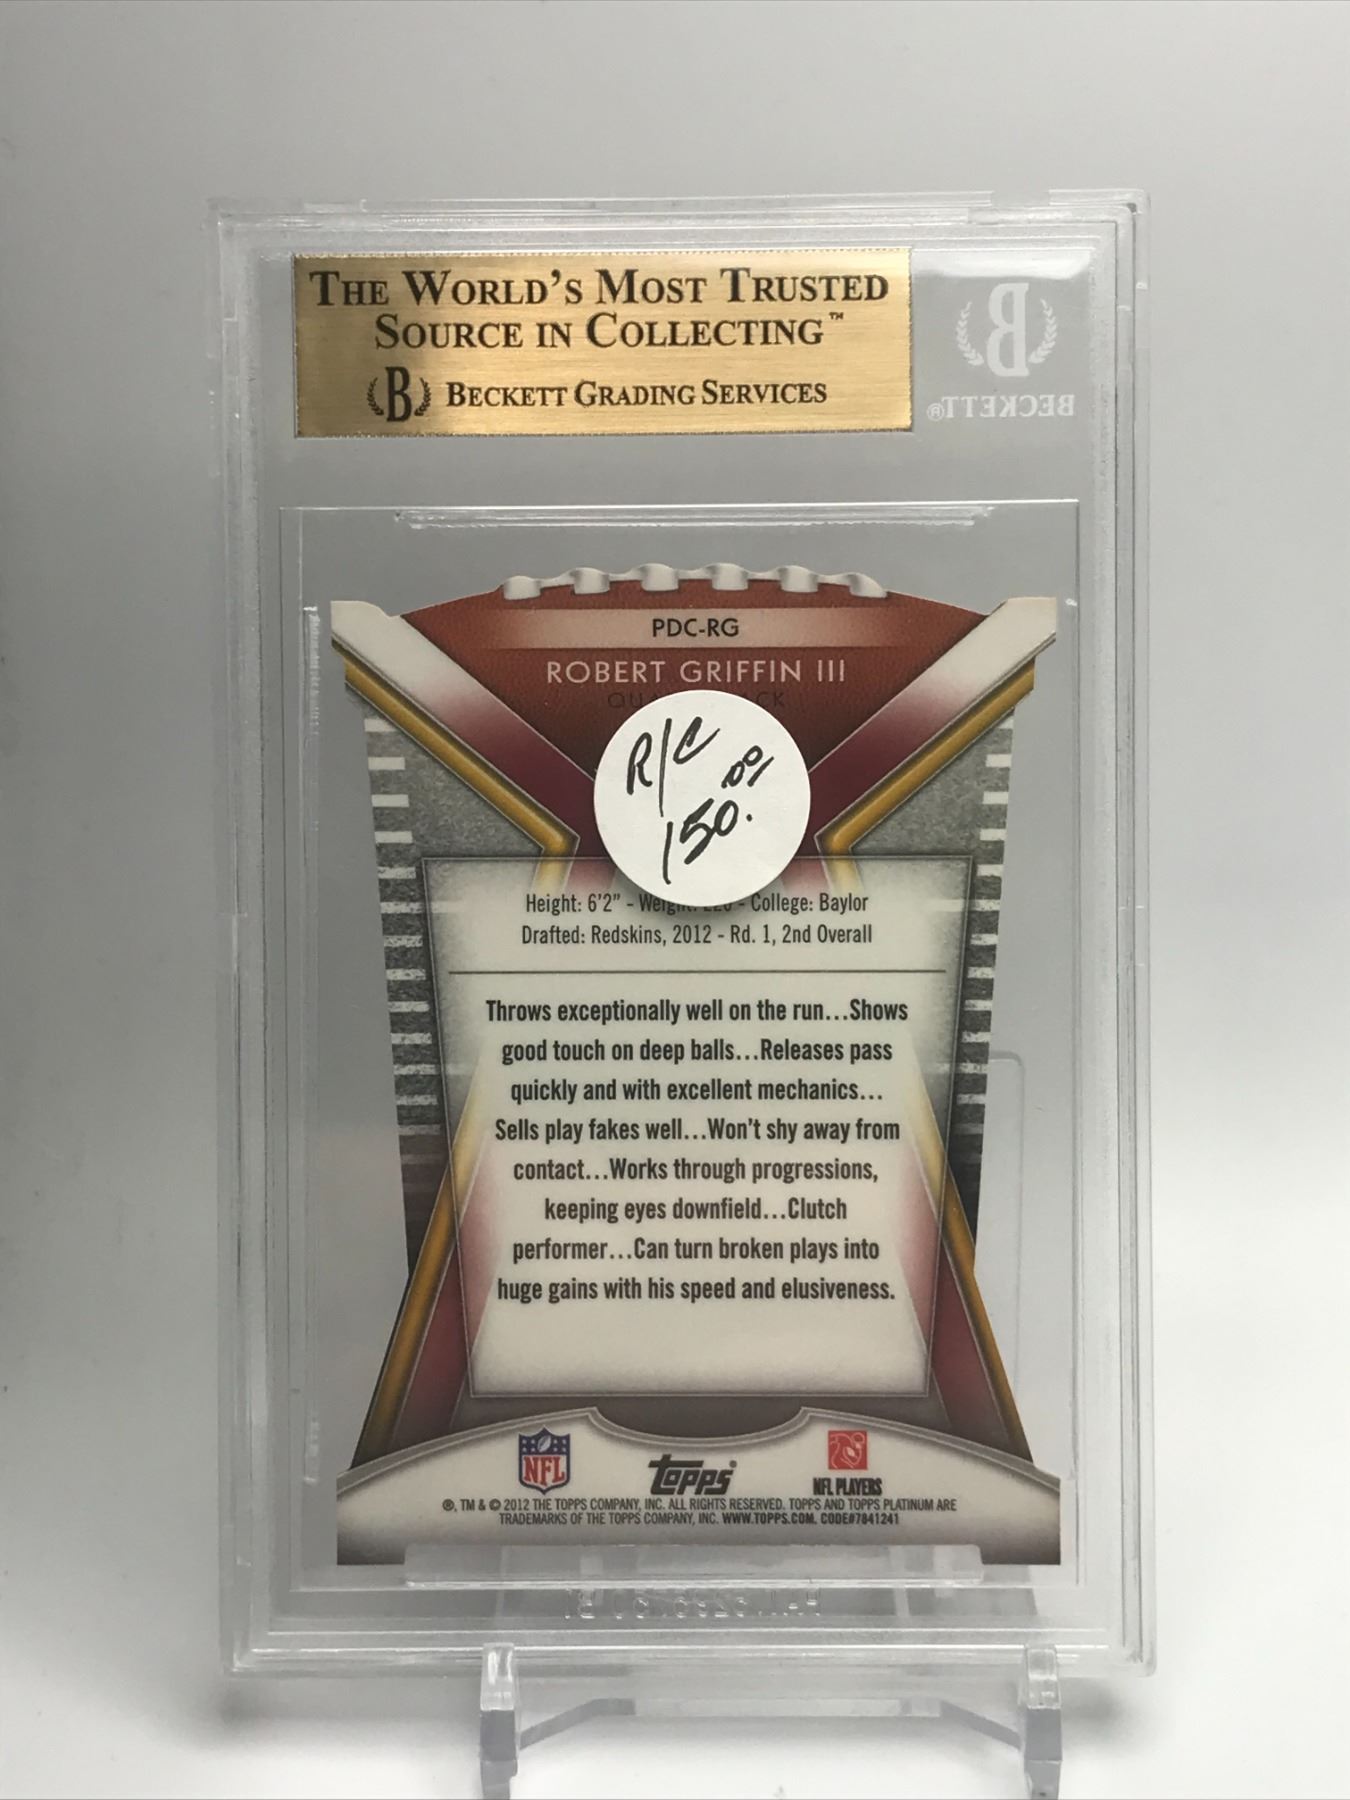 THE WORLD'S MOST TRUSTED
SOURCE IN COLLECTING™
B BECKETT GRADING SERVICES
B
BECKETT®
PDC-RG
ROBERT GRIFFIN III
R/C
150.00
Height: 6'2" - Weight: 220 - College: Baylor
Drafted: Redskins, 2012 - Rd. 1, 2nd Overall
Throws exceptionally well on the run...Shows
good touch on deep balls...Releases pass
quickly and with excellent mechanics...
Sells play fakes well...Won't shy away from
contact...Works through progressions,
keeping eyes downfield...Clutch
performer...Can turn broken plays into
huge gains with his speed and elusiveness.
NFL
TOPPS®
NFL PLAYERS
®, TM & © 2012 THE TOPPS COMPANY, INC. ALL RIGHTS RESERVED. TOPPS AND TOPPS PLATINUM ARE
TRADEMARKS OF THE TOPPS COMPANY, INC. WWW.TOPPS.COM. CODE#7841241